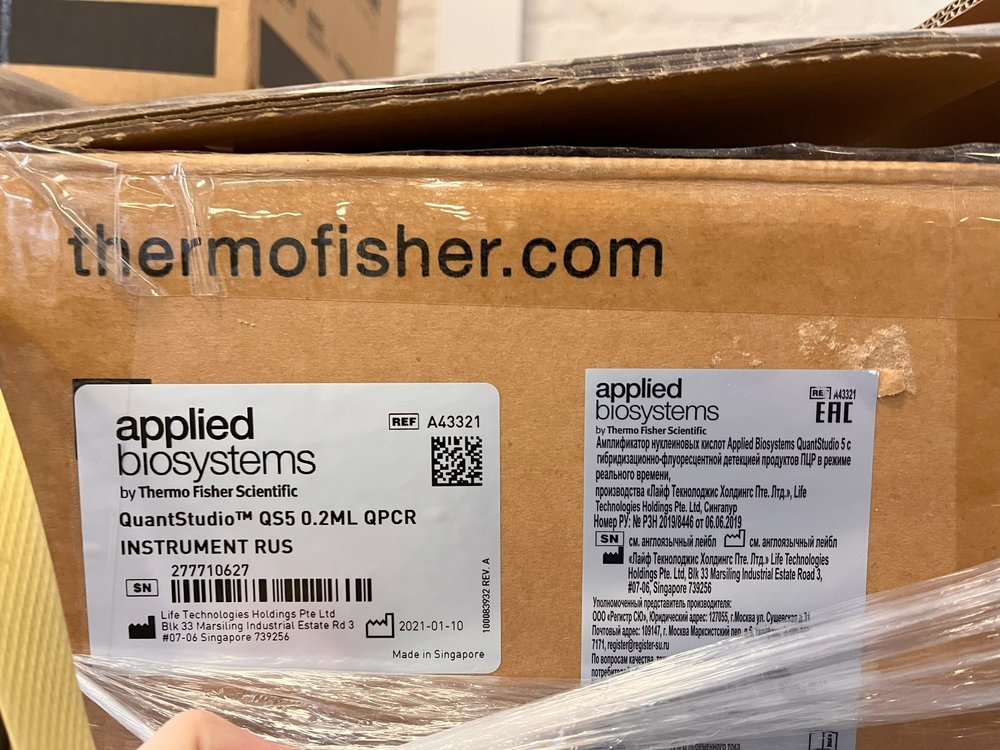 thermofisher.com
applied
biosystems
by Thermo Fisher Scientific
REF A43321
QuantStudio™ QS5 0.2ML QPCR
INSTRUMENT RUS
SN
277710627
Life Technologies Holdings Pte Ltd
Blk 33 Marsiling Industrial Estate Rd 3
#07-06 Singapore 739256
2021-01-10
Made in Singapore
100083932 REV. A
applied
biosystems
by Thermo Fisher Scientific
REF A43321
EAC
Амплификатор нуклеиновых кислот Applied Biosystems QuantStudio 5 с
гибридизационно-флуоресцентной детекцией продуктов ПЦР в режиме
реального времени,
производства «Лайф Текнолоджис Холдингс Пте. Лтд.», Life
Technologies Holdings Pte. Ltd, Сингапур
Номер РУ: № РЗН 2019/8446 от 06.06.2019
SN см. англоязычный лейбл см. англоязычный лейбл
«Лайф Текнолоджис Холдингс Пте. Лтд.» Life Technologies
Holdings Pte. Ltd, Blk 33 Marsiling Industrial Estate Road 3,
#07-06, Singapore 739256
Уполномоченный представитель производителя:
ООО «Регистр СЮ», Юридический адрес: 127055, г.Москва ул. Сущевская д.
Почтовый адрес: 109147, г. Москва Марксистский пер.
7171, register@register-su.ru
По вопросам качества